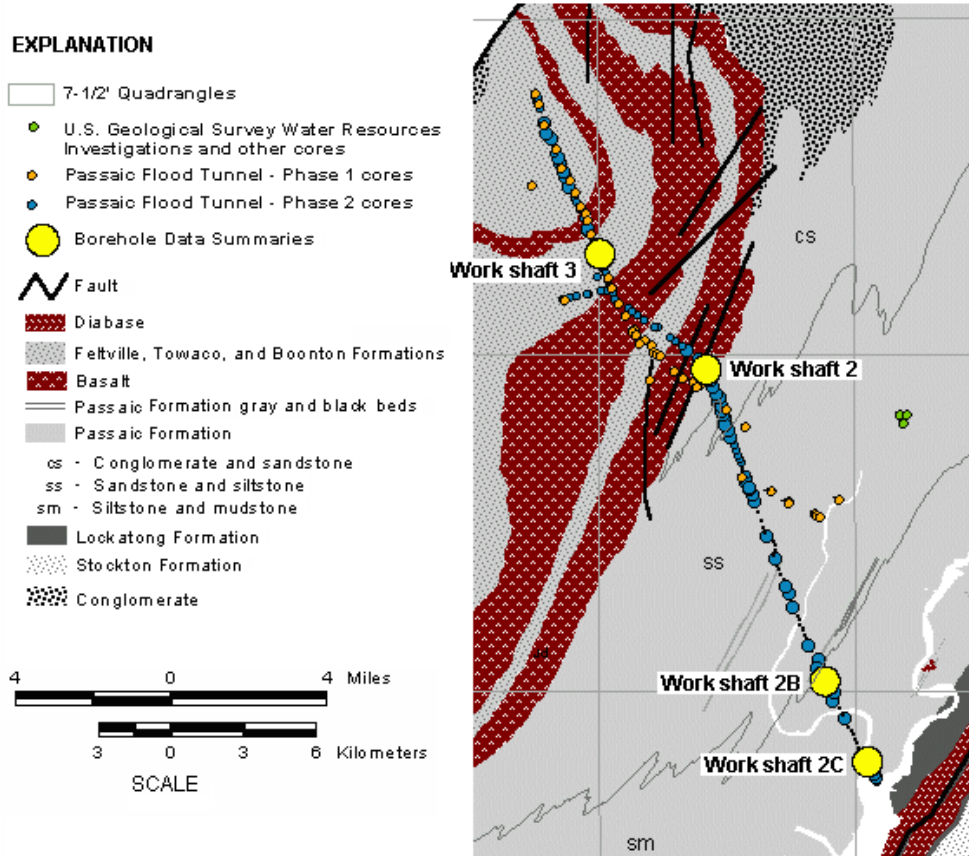 EXPLANATION
7-1/2' Quadrangles
U.S. Geological Survey Water Resources
Investigations and other cores
Passaic Flood Tunnel - Phase 1 cores
Passaic Flood Tunnel - Phase 2 cores
Borehole Data Summaries
Fault
Diabase
Feltville, Towaco, and Boonton Formations
Basalt
Passaic Formation gray and black beds
Passaic Formation
cs - Conglomerate and sandstone
ss - Sandstone and siltstone
sm - Siltstone and mudstone
Lockatong Formation
Stockton Formation
Conglomerate
4 0 4 Miles
3 0 3 6 Kilometers
SCALE
cs
Work shaft 3
Work shaft 2
ss
Work shaft 2B
Work shaft 2C
sm